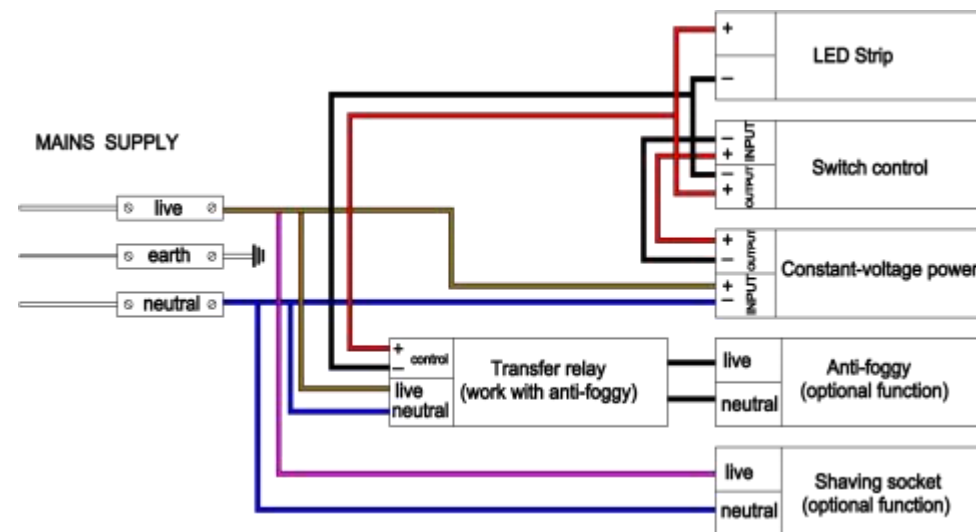 MAINS SUPPLY
live
earth
neutral
+
−
LED Strip
− INPUT
+
− OUTPUT
+
Switch control
+ OUTPUT
−
+ INPUT
−
Constant-voltage power
+ control
−
live
neutral
Transfer relay
(work with anti-foggy)
live
neutral
Anti-foggy
(optional function)
live
neutral
Shaving socket
(optional function)